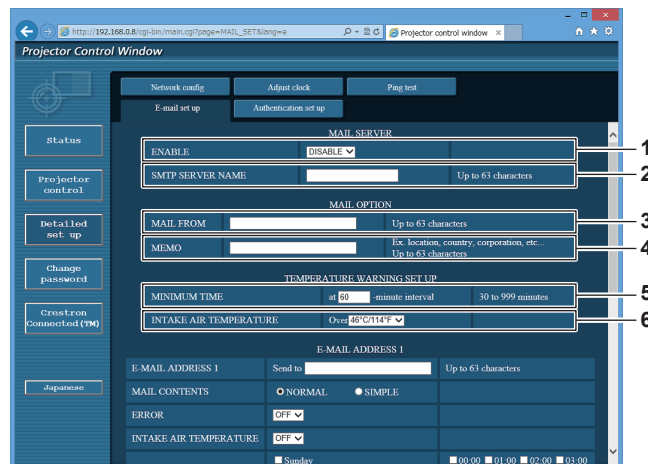 http://192.168.0.8/cgi-bin/main.cgi?page=MAIL_SET&lang=e
Projector control window ×
Projector Control Window
Network config Adjust clock Ping test
E-mail set up Authentication set up
Status
Projector control
Detailed set up
Change password
Crestron Connected(TM)
Japanese
MAIL SERVER
ENABLE DISABLE 1
SMTP SERVER NAME Up to 63 characters 2
MAIL OPTION
MAIL FROM Up to 63 characters 3
MEMO Ex. location, country, corporation, etc... 4
Up to 63 characters
TEMPERATURE WARNING SET UP
MINIMUM TIME at 60 -minute interval 30 to 999 minutes 5
INTAKE AIR TEMPERATURE Over 46°C/114°F 6
E-MAIL ADDRESS 1
E-MAIL ADDRESS 1 Send to Up to 63 characters
MAIL CONTENTS NORMAL SIMPLE
ERROR OFF
INTAKE AIR TEMPERATURE OFF
Sunday 00:00 01:00 02:00 03:00